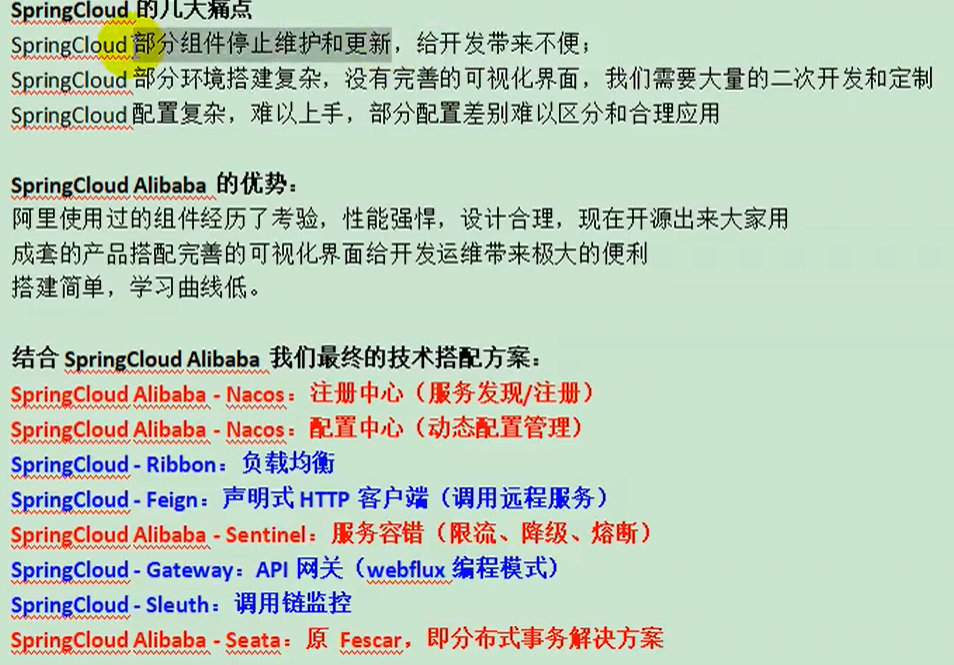 SpringCloud 的几大痛点
SpringCloud 部分组件停止维护和更新，给开发带来不便；
SpringCloud 部分环境搭建复杂，没有完善的可视化界面，我们需要大量的二次开发和定制
SpringCloud 配置复杂，难以上手，部分配置差别难以区分和合理应用
SpringCloud Alibaba 的优势：
阿里使用过的组件经历了考验，性能强悍，设计合理，现在开源出来大家用
成套的产品搭配完善的可视化界面给开发运维带来极大的便利
搭建简单，学习曲线低。
结合 SpringCloud Alibaba 我们最终的技术搭配方案：
SpringCloud Alibaba - Nacos：注册中心（服务发现/注册）
SpringCloud Alibaba - Nacos：配置中心（动态配置管理）
SpringCloud - Ribbon：负载均衡
SpringCloud - Feign：声明式 HTTP 客户端（调用远程服务）
SpringCloud Alibaba - Sentinel：服务容错（限流、降级、熔断）
SpringCloud - Gateway：API 网关（webflux 编程模式）
SpringCloud - Sleuth：调用链监控
SpringCloud Alibaba - Seata：原 Fescar，即分布式事务解决方案